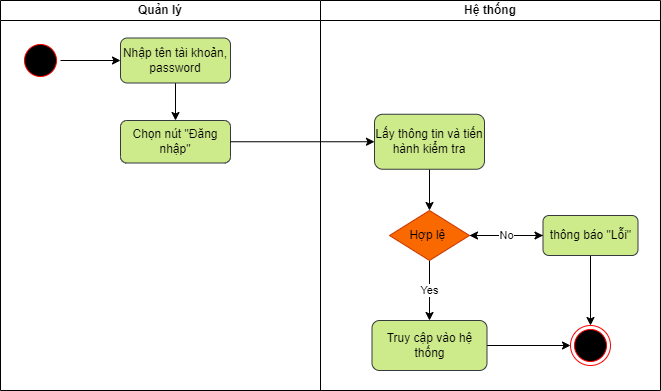 Quản lý
Hệ thống
Nhập tên tài khoản,
password
Chọn nút "Đăng
nhập"
Lấy thông tin và tiến
hành kiểm tra
Hợp lệ
No
thông báo "Lỗi"
Yes
Truy cập vào hệ
thống